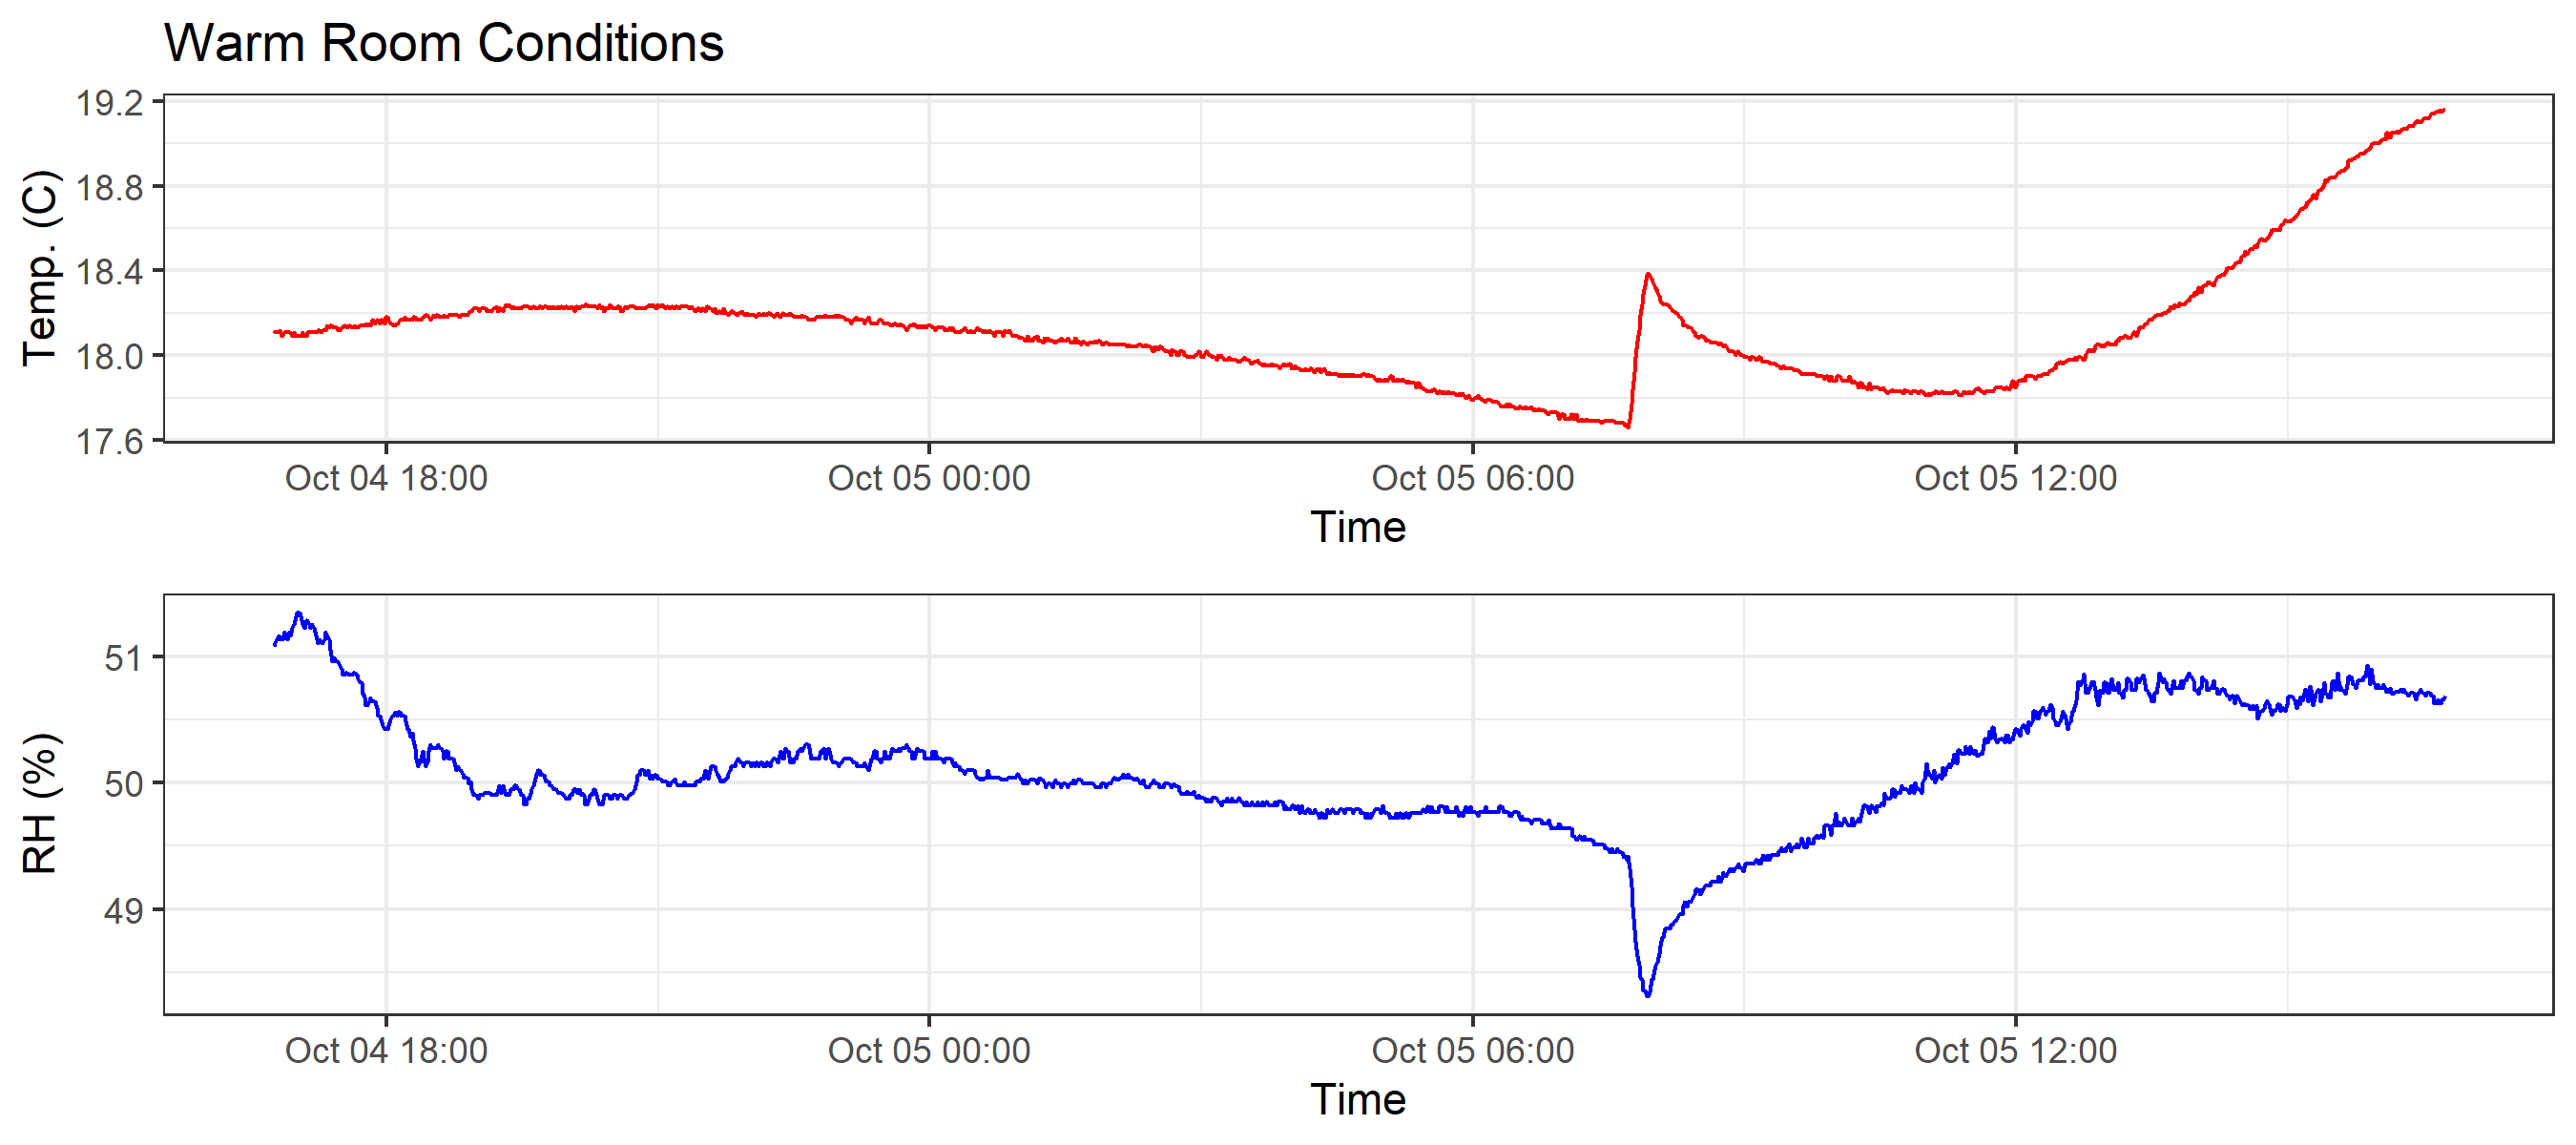 Warm Room Conditions
Temp. (C)
19.2
18.8
18.4
18.0
17.6
Oct 04 18:00 Oct 05 00:00 Oct 05 06:00 Oct 05 12:00
Time
RH (%)
51
50
49
Oct 04 18:00 Oct 05 00:00 Oct 05 06:00 Oct 05 12:00
Time